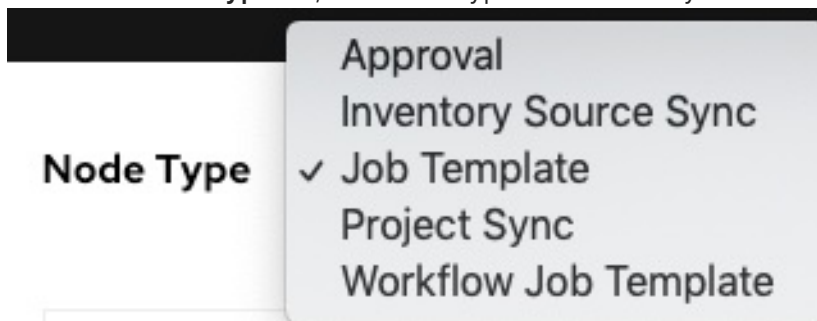 Approval
Inventory Source Sync
Node Type ✓ Job Template
Project Sync
Workflow Job Template